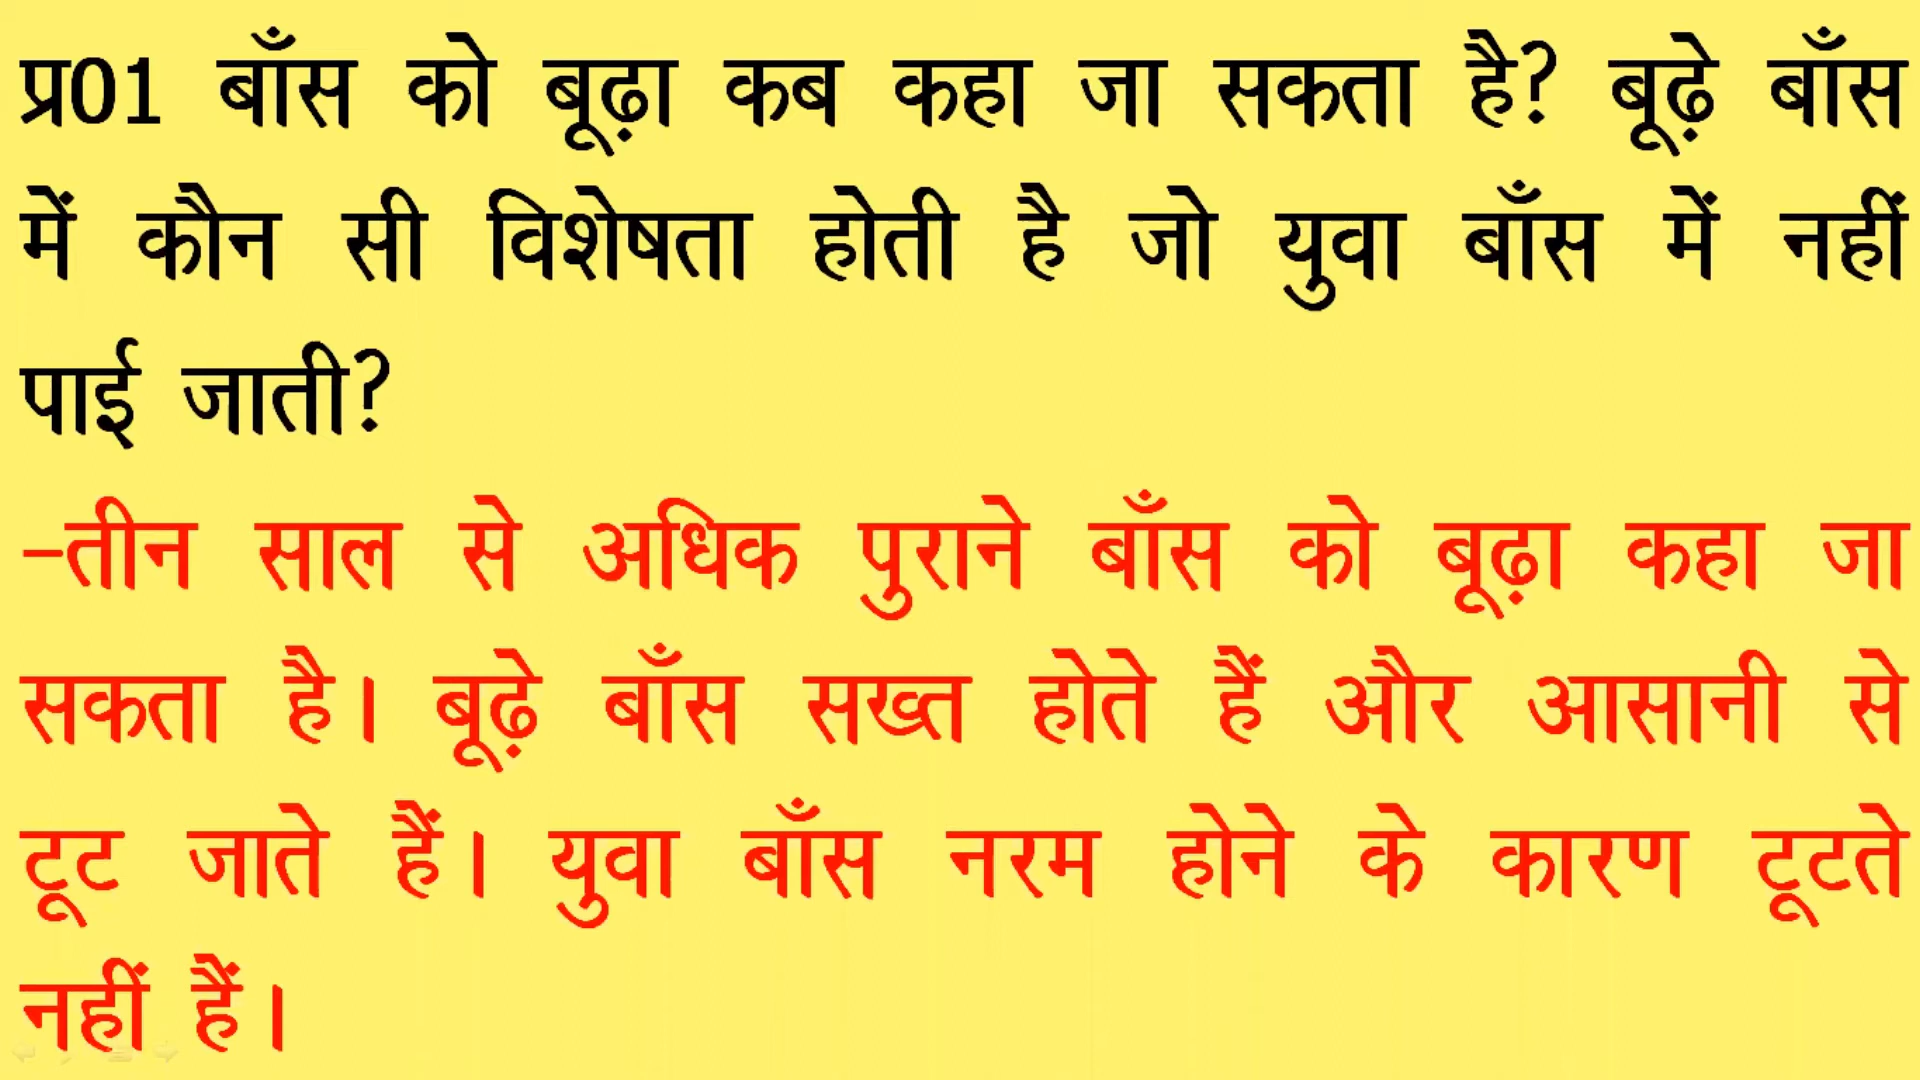 प्र01 बाँस को बूढ़ा कब कहा जा सकता है? बूढ़े बाँस
में कौन सी विशेषता होती है जो युवा बाँस में नहीं
पाई जाती?
–तीन साल से अधिक पुराने बाँस को बूढ़ा कहा जा
सकता है। बूढ़े बाँस सख्त होते हैं और आसानी से
टूट जाते हैं। युवा बाँस नरम होने के कारण टूटते
नहीं हैं।